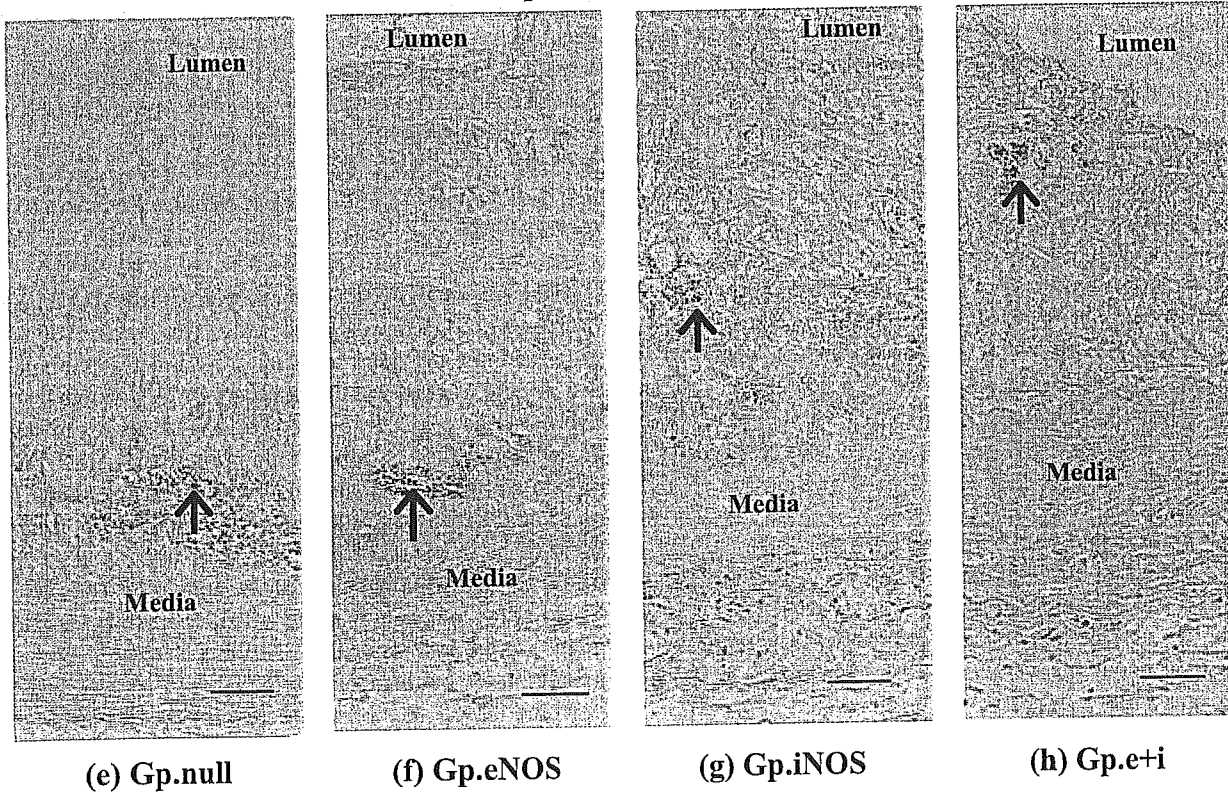 Lumen
Lumen
Lumen
Lumen
Media
Media
Media
Media
(e) Gp.null
(f) Gp.eNOS
(g) Gp.iNOS
(h) Gp.e+i